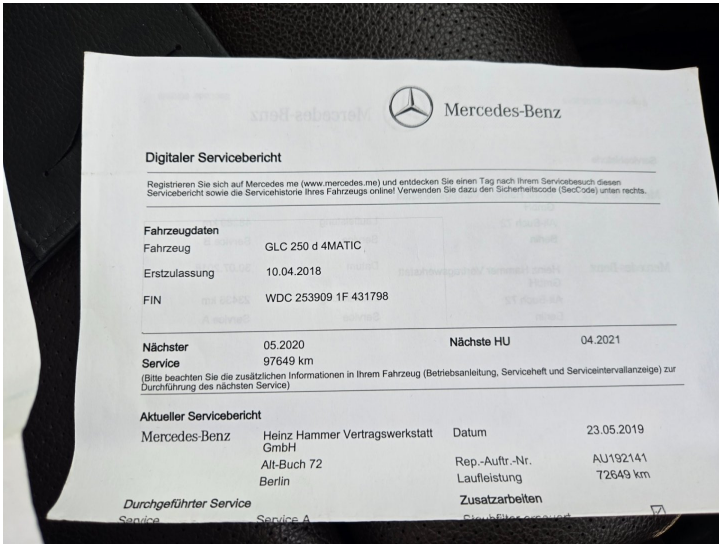 Mercedes-Benz
Digitaler Servicebericht
Registrieren Sie sich auf Mercedes me (www.mercedes.me) und entdecken Sie einen Tag nach Ihrem Servicebesuch diesen
Servicebericht sowie die Servicehistorie Ihres Fahrzeugs online! Verwenden Sie dazu den Sicherheitscode (SecCode) unten rechts.
Fahrzeugdaten
Fahrzeug GLC 250 d 4MATIC
Erstzulassung 10.04.2018
FIN WDC 253909 1F 431798
Nächster 05.2020 Nächste HU 04.2021
Service 97649 km
(Bitte beachten Sie die zusätzlichen Informationen in Ihrem Fahrzeug (Betriebsanleitung, Serviceheft und Serviceintervallanzeige) zur
Durchführung des nächsten Service)
Aktueller Servicebericht
Mercedes-Benz Heinz Hammer Vertragswerkstatt Datum 23.05.2019
GmbH
Alt-Buch 72 Rep.-Auftr.-Nr. AU192141
Berlin Laufleistung 72649 km
Durchgeführter Service Zusatzarbeiten
Service Service A